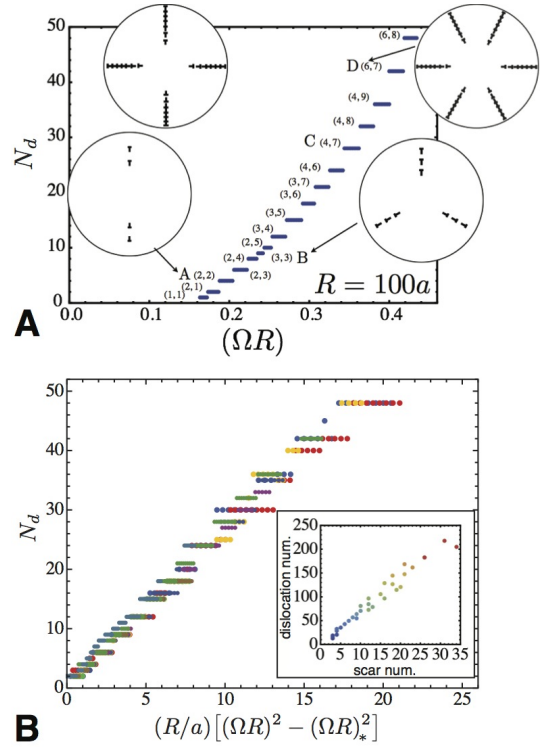 50
(6,8)
D (6,7)
40
(4,9)
(4,8)
30
C (4,7)
N_d
(4,6)
(3,7)
20
(3,6)
(3,5)
(3,4)
10
(2,5)
(3,3) B
(2,4)
(2,3)
A (2,2)
(2,1)
(1,1)
R = 100a
0
0.0 0.1 0.2 0.3 0.4
A
(ΩR)
50
40
30
N_d
20
10
0
250
200
150
100
50
0
dislocation num.
0 5 10 15 20 25 30 35
scar num.
0 5 10 15 20 25
B
(R/a)[(ΩR)²−(ΩR)²_*]